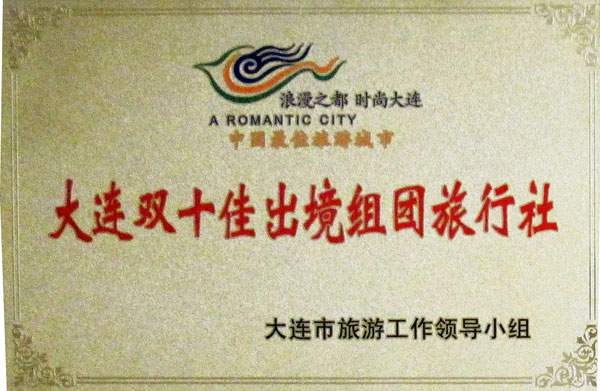 浪漫之都 时尚大连
A ROMANTIC CITY
中国最佳旅游城市
大连双十佳出境组团旅行社
大连市旅游工作领导小组